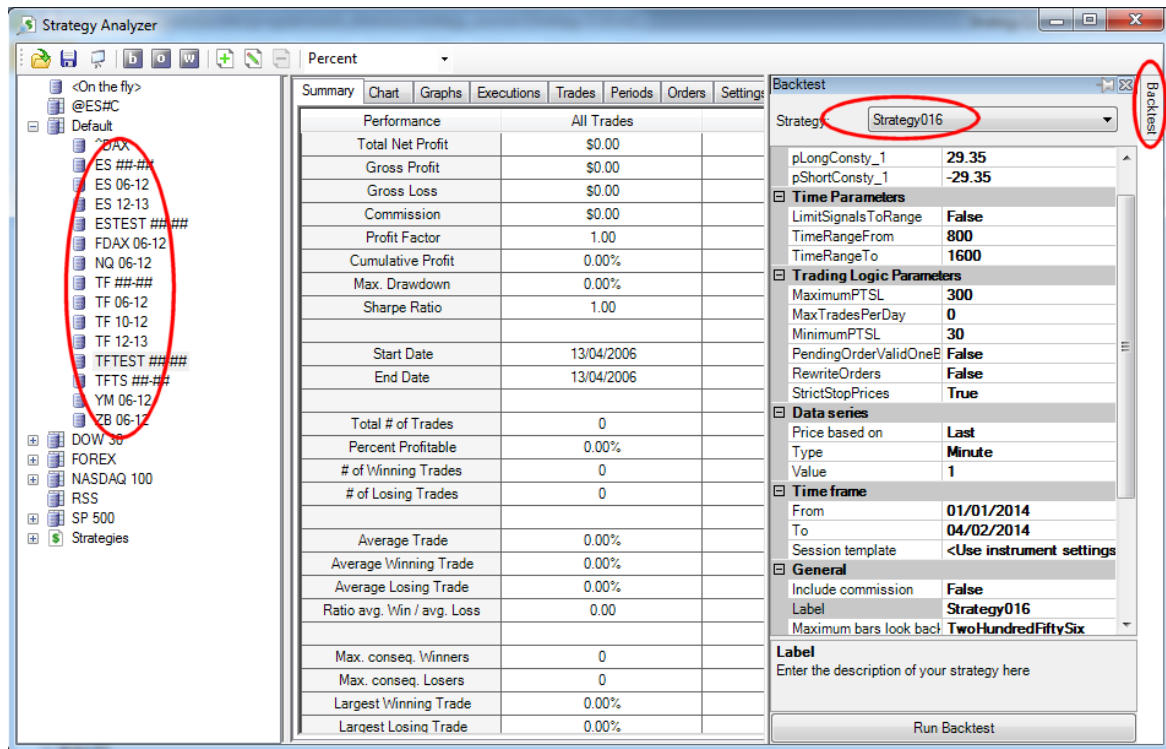 Strategy Analyzer
b o w Percent
<On the fly>
@ES#C
Default
^DAX
ES ##-##
ES 06-12
ES 12-13
ESTEST ##-##
FDAX 06-12
NQ 06-12
TF ##-##
TF 06-12
TF 10-12
TF 12-13
TFTEST ##-##
TFTS ##-##
YM 06-12
ZB 06-12
DOW 30
FOREX
NASDAQ 100
RSS
SP 500
Strategies
Summary Chart Graphs Executions Trades Periods Orders Settings
Performance All Trades
Total Net Profit $0.00
Gross Profit $0.00
Gross Loss $0.00
Commission $0.00
Profit Factor 1.00
Cumulative Profit 0.00%
Max. Drawdown 0.00%
Sharpe Ratio 1.00
Start Date 13/04/2006
End Date 13/04/2006
Total # of Trades 0
Percent Profitable 0.00%
# of Winning Trades 0
# of Losing Trades 0
Average Trade 0.00%
Average Winning Trade 0.00%
Average Losing Trade 0.00%
Ratio avg. Win / avg. Loss 0.00
Max. conseq. Winners 0
Max. conseq. Losers 0
Largest Winning Trade 0.00%
Largest Losing Trade 0.00%
Backtest
Strategy: Strategy016
pLongConsty_1 29.35
pShortConsty_1 -29.35
Time Parameters
LimitSignalsToRange False
TimeRangeFrom 800
TimeRangeTo 1600
Trading Logic Parameters
MaximumPTSL 300
MaxTradesPerDay 0
MinimumPTSL 30
PendingOrderValidOneB False
RewriteOrders False
StrictStopPrices True
Data series
Price based on Last
Type Minute
Value 1
Time frame
From 01/01/2014
To 04/02/2014
Session template <Use instrument settings
General
Include commission False
Label Strategy016
Maximum bars look back TwoHundredFiftySix
Label
Enter the description of your strategy here
Run Backtest
Backtest